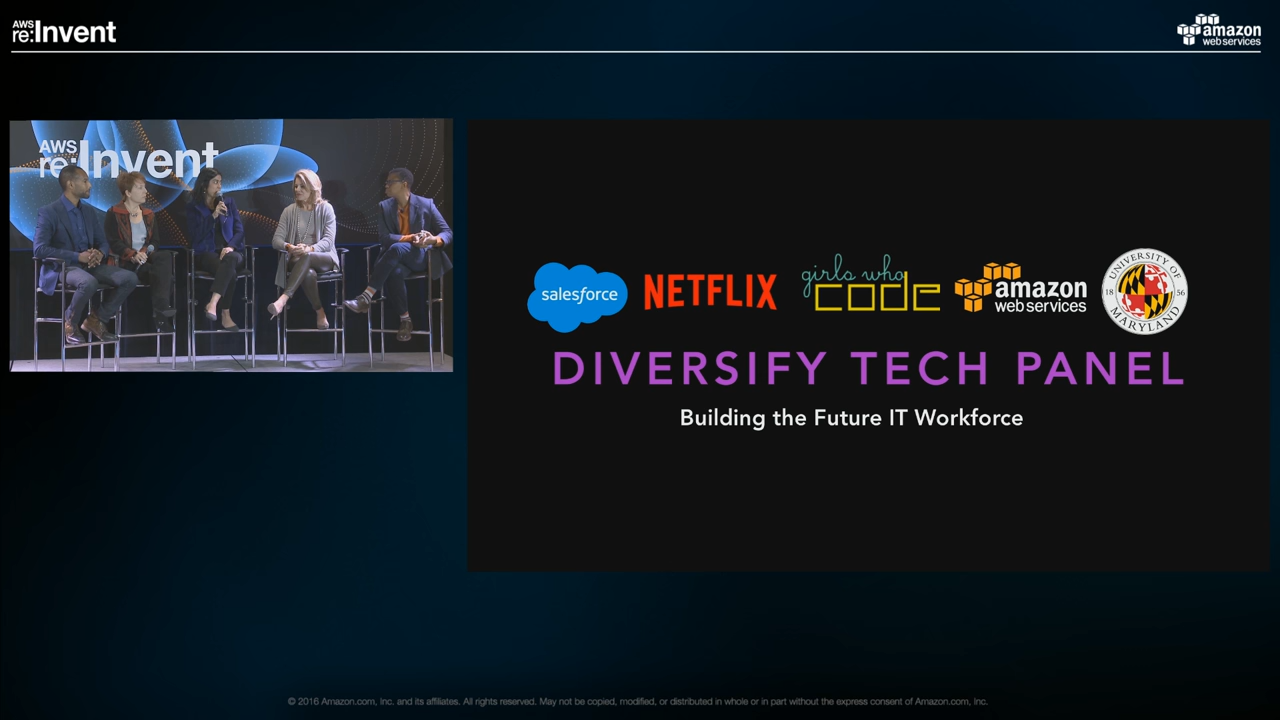 AWS
re:Invent
amazon
web services
AWS
re:Invent
salesforce
NETFLIX
girls who
code
amazon
web services
UNIVERSITY OF
18 56
MARYLAND
DIVERSIFY TECH PANEL
Building the Future IT Workforce
© 2016 Amazon.com, Inc. and its affiliates. All rights reserved. May not be copied, modified, or distributed in whole or in part without the express consent of Amazon.com, Inc.